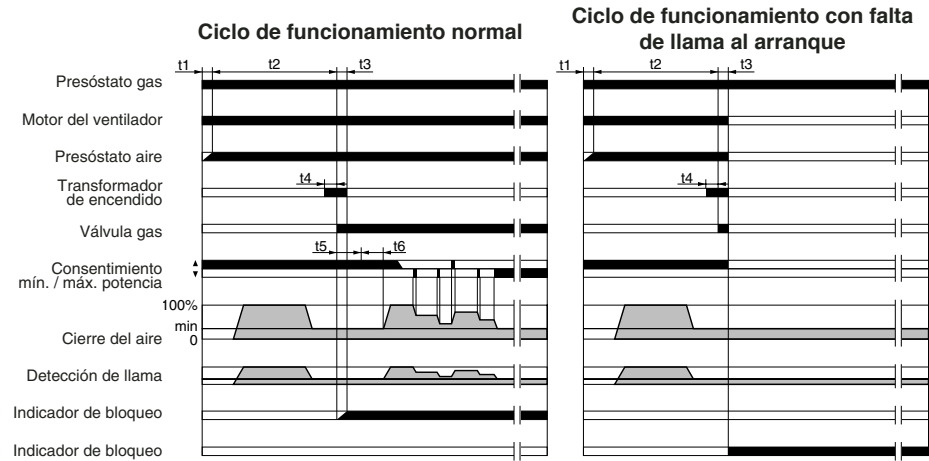 Ciclo de funcionamiento normal
Ciclo de funcionamiento con falta
de llama al arranque
t1 t2 t3
t1 t2 t3
Presóstato gas
Motor del ventilador
Presóstato aire
Transformador
de encendido
t4
t4
Válvula gas
t5 t6
Consentimiento
mín. / máx. potencia
100%
min
0
Cierre del aire
Detección de llama
Indicador de bloqueo
Indicador de bloqueo